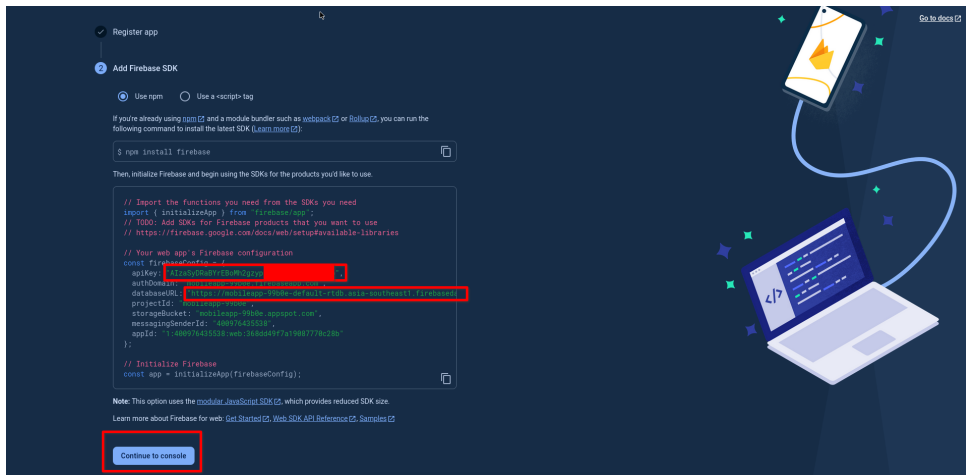 Go to docs
Register app
2 Add Firebase SDK
Use npm Use a <script> tag
If you're already using npm and a module bundler such as webpack or Rollup, you can run the
following command to install the latest SDK (Learn more):
$ npm install firebase
Then, initialize Firebase and begin using the SDKs for the products you'd like to use.
// Import the functions you need from the SDKs you need
import { initializeApp } from "firebase/app";
// TODO: Add SDKs for Firebase products that you want to use
// https://firebase.google.com/docs/web/setup#available-libraries
// Your web app's Firebase configuration
const firebaseConfig = {
apiKey: ",
authDomain: "mobileapp-99b0e.firebaseapp.com",
databaseURL: "https://mobileapp-99b0e-default-rtdb.asia-southeast1.firebased
projectId: "mobileapp-99b0e",
storageBucket: "mobileapp-99b0e.appspot.com",
messagingSenderId: "400976435538",
appId: "1:400976435538:web:368dd49f7a19087770c28b"
};
// Initialize Firebase
const app = initializeApp(firebaseConfig);
Note: This option uses the modular JavaScript SDK, which provides reduced SDK size.
Learn more about Firebase for web: Get Started, Web SDK API Reference, Samples
Continue to console